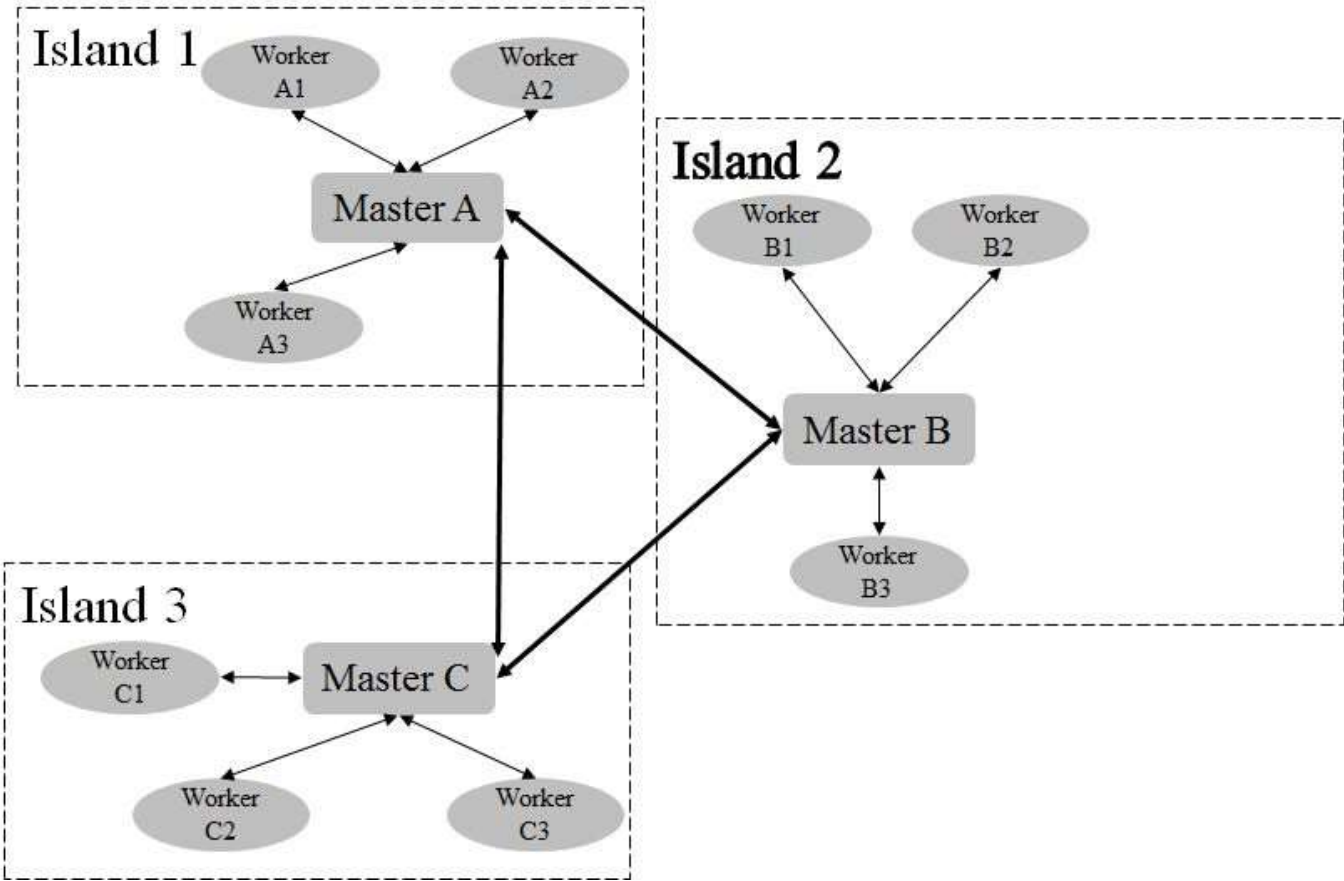 Island 1
Worker
A1
Worker
A2
Master A
Worker
A3
Island 2
Worker
B1
Worker
B2
Master B
Worker
B3
Island 3
Worker
C1
Master C
Worker
C2
Worker
C3